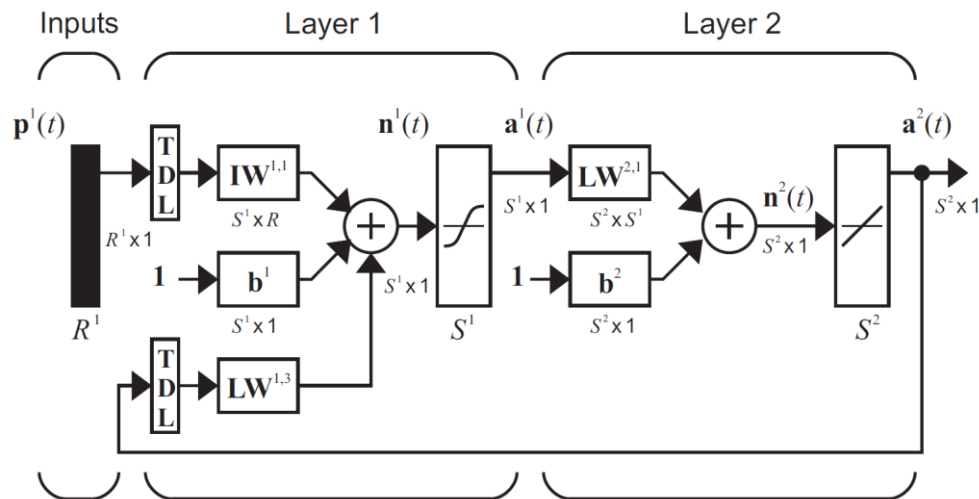 Inputs
Layer 1
Layer 2
p¹(t)
n¹(t)
a¹(t)
a²(t)
T
D
L
IW¹,¹
LW²,¹
n²(t)
R¹ x 1
S¹ x R
S¹ x 1
S² x S¹
S² x 1
S² x 1
1
b¹
S¹ x 1
1
b²
S¹ x 1
S² x 1
R¹
S¹
S²
T
D
L
LW¹,³